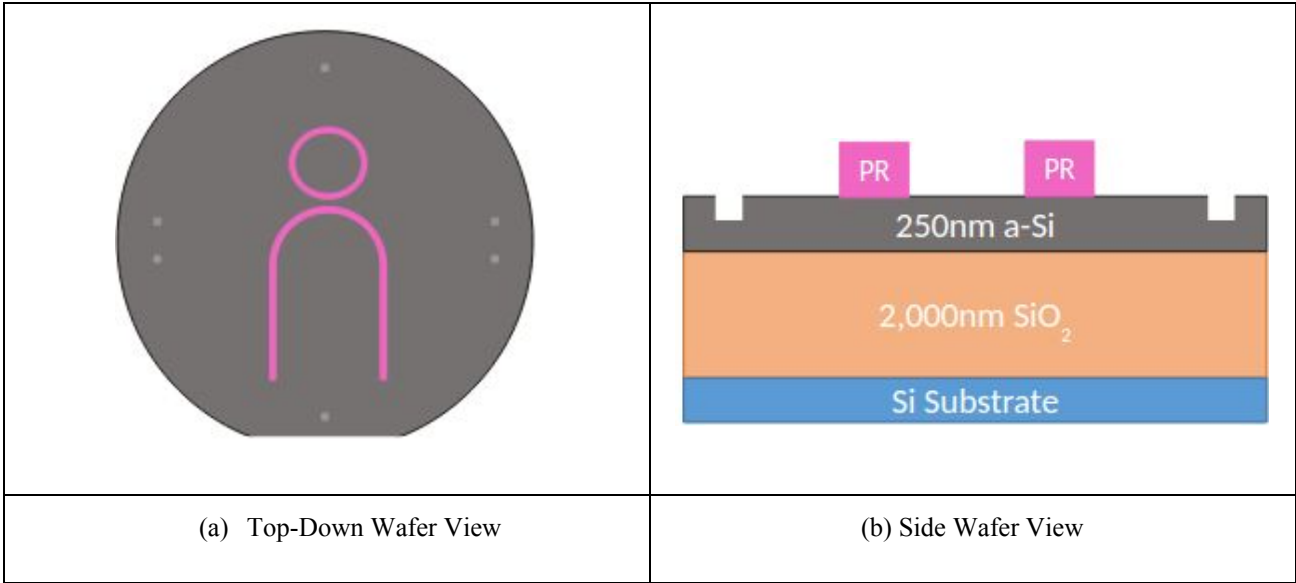 PR
PR
250nm a-Si
2,000nm SiO₂
Si Substrate
(a) Top-Down Wafer View
(b) Side Wafer View